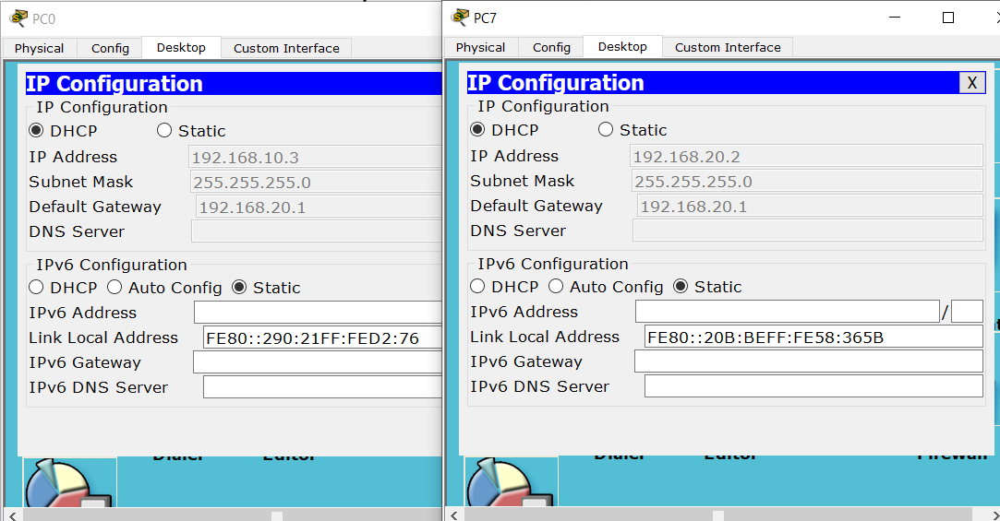 PC0
Physical Config Desktop Custom Interface
IP Configuration
IP Configuration
DHCP Static
IP Address 192.168.10.3
Subnet Mask 255.255.255.0
Default Gateway 192.168.20.1
DNS Server
IPv6 Configuration
DHCP Auto Config Static
IPv6 Address
Link Local Address FE80::290:21FF:FED2:76
IPv6 Gateway
IPv6 DNS Server
Dialer Editor
PC7
Physical Config Desktop Custom Interface
IP Configuration X
IP Configuration
DHCP Static
IP Address 192.168.20.2
Subnet Mask 255.255.255.0
Default Gateway 192.168.20.1
DNS Server
IPv6 Configuration
DHCP Auto Config Static
IPv6 Address /
Link Local Address FE80::20B:BEFF:FE58:365B
IPv6 Gateway
IPv6 DNS Server
Dialer Editor Firewall